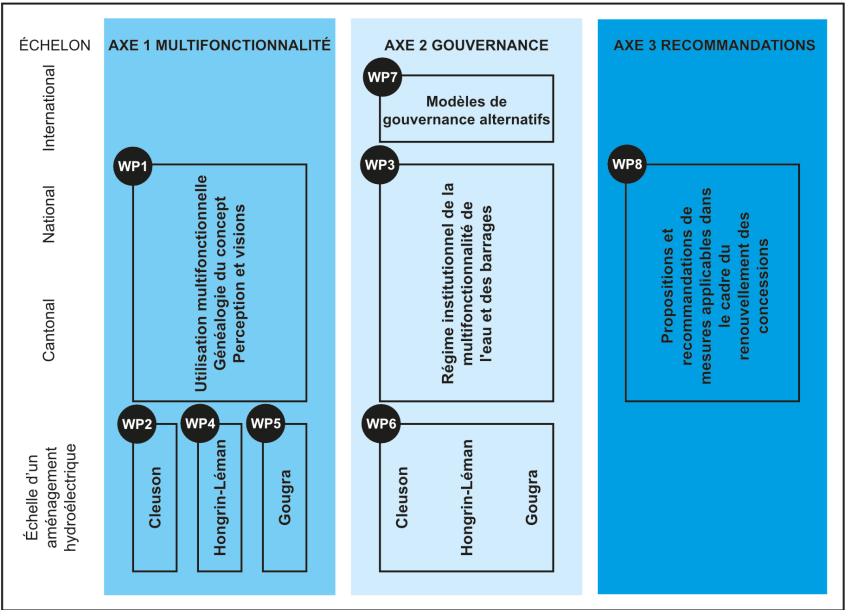 ÉCHELON
AXE 1 MULTIFONCTIONNALITÉ
AXE 2 GOUVERNANCE
AXE 3 RECOMMANDATIONS
International
National
Cantonal
Échelle d'un
aménagement
hydroélectrique
WP1
Utilisation multifonctionnelle
Généalogie du concept
Perception et visions
WP2
Cleuson
WP4
Hongrin-Léman
WP5
Gougra
WP7
Modèles de
gouvernance alternatifs
WP3
Régime institutionnel de la
multifonctionnalité de
l'eau et des barrages
WP6
Cleuson
Hongrin-Léman
Gougra
WP8
Propositions et
recommandations de
mesures applicables dans
le cadre du
renouvellement des
concessions